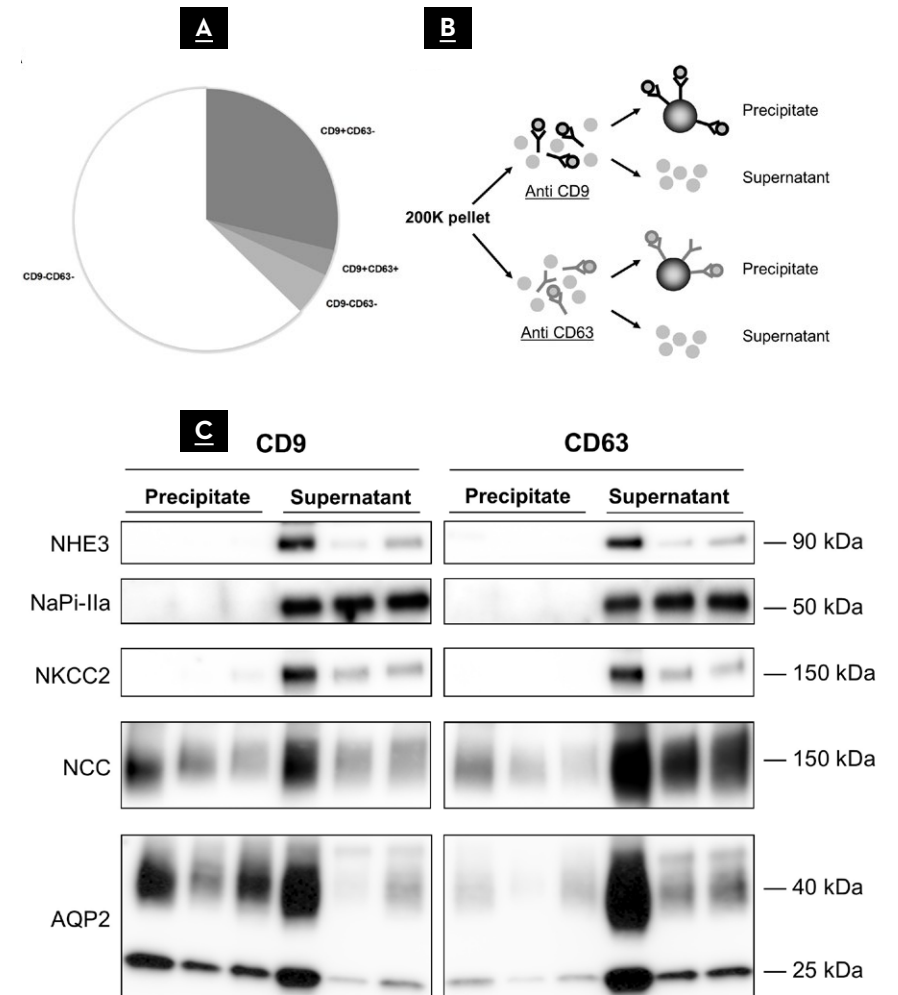 A
B
CD9+CD63-
CD9+CD63+
CD9-CD63-
CD9-CD63-
200K pellet
Anti CD9
Anti CD63
Precipitate
Supernatant
Precipitate
Supernatant
C
CD9 CD63
Precipitate Supernatant Precipitate Supernatant
NHE3 90 kDa
NaPi-IIa 50 kDa
NKCC2 150 kDa
NCC 150 kDa
40 kDa
AQP2
25 kDa